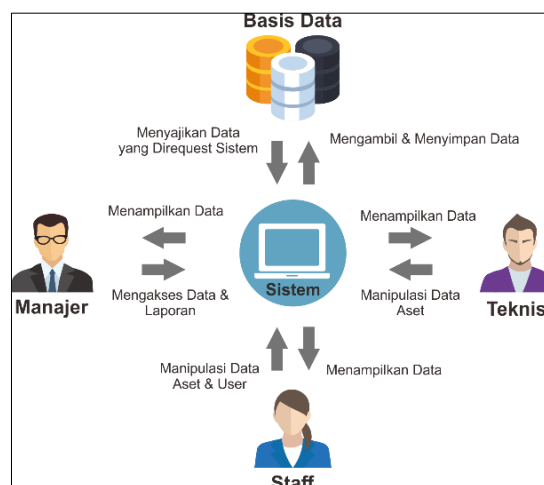 Basis Data
Menyajikan Data
yang Direquest Sistem
Mengambil & Menyimpan Data
Menampilkan Data
Menampilkan Data
Sistem
Manajer
Mengakses Data &
Laporan
Manipulasi Data
Aset
Teknis
Manipulasi Data
Aset & User
Menampilkan Data
Staff